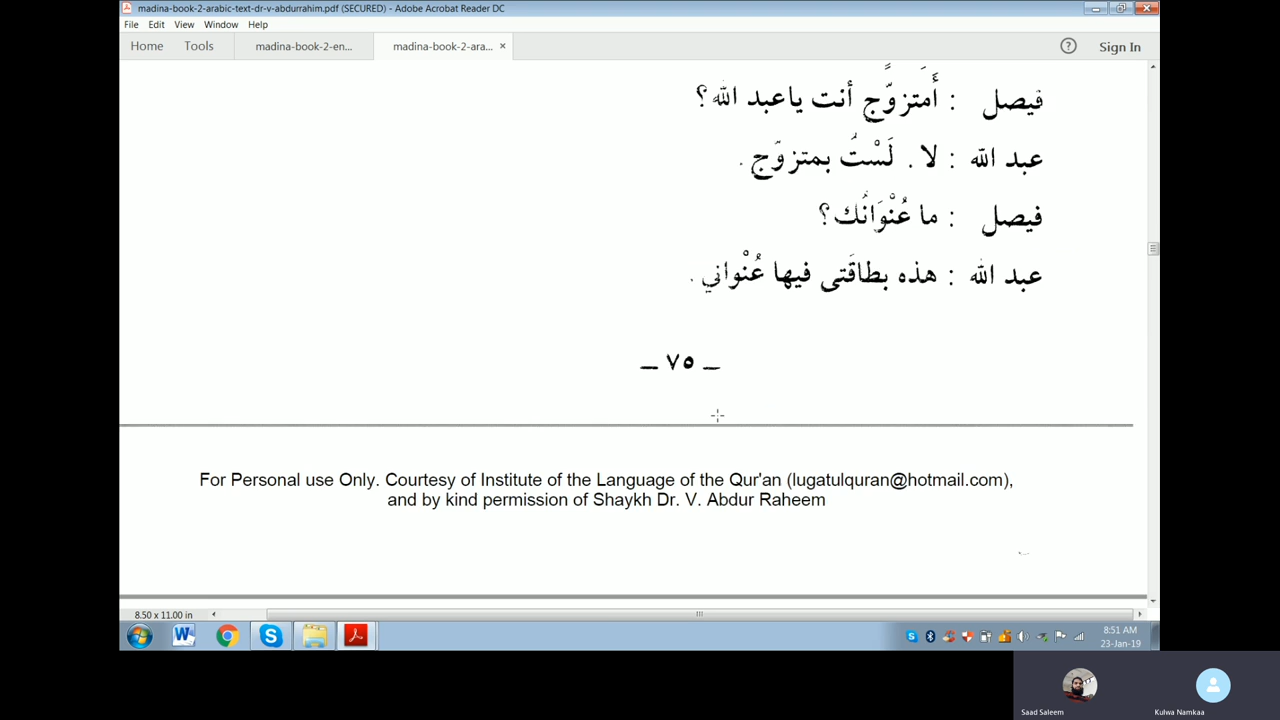 madina-book-2-arabic-text-dr-v-abdurrahim.pdf (SECURED) - Adobe Acrobat Reader DC
File Edit View Window Help
Home Tools madina-book-2-en... madina-book-2-ara... × ? Sign In
فيصل : أَمَتزوِّجٌ أنت ياعبد الله؟
عبد الله : لا . لَسْتُ بمتزوّجٍ .
فيصل : ما عُنْوَانُك؟
عبد الله : هذه بطاقَتى فيها عُنْواني .
– ٧٥ –
For Personal use Only. Courtesy of Institute of the Language of the Qur'an (lugatulquran@hotmail.com),
and by kind permission of Shaykh Dr. V. Abdur Raheem
8.50 x 11.00 in
8:51 AM
23-Jan-19
Saad Saleem Kulwa Namkaa